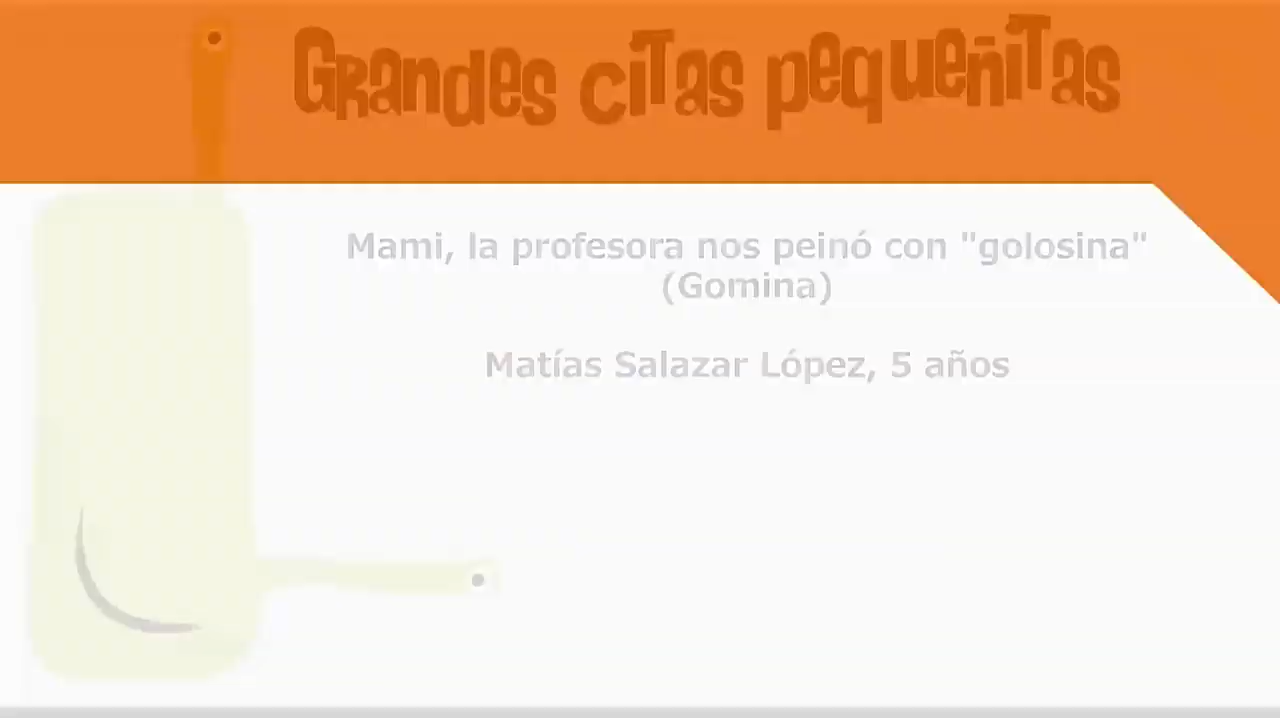 Grandes citas pequeñitas
Mami, la profesora nos peinó con "golosina"
(Gomina)
Matías Salazar López, 5 años